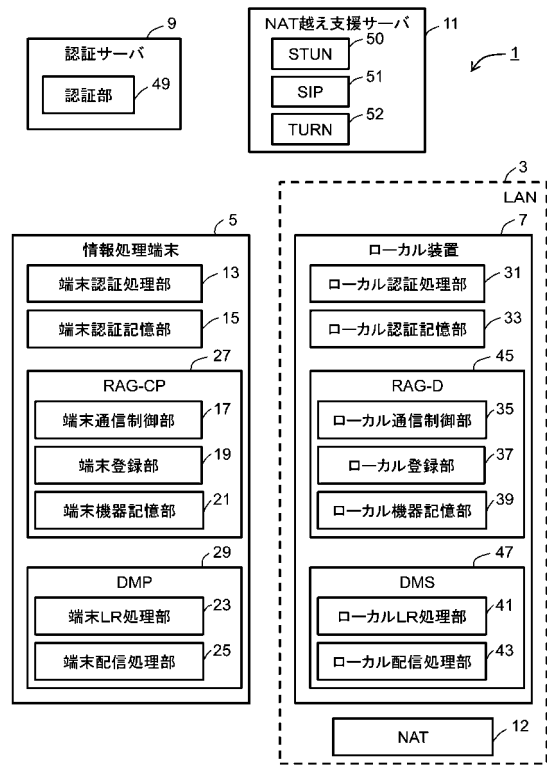 9
認証サーバ
認証部
49
NAT越え支援サーバ
11
STUN
50
SIP
51
TURN
52
1
3
LAN
5
情報処理端末
端末認証処理部
13
端末認証記憶部
15
27
RAG-CP
端末通信制御部
17
端末登録部
19
端末機器記憶部
21
29
DMP
端末LR処理部
23
端末配信処理部
25
7
ローカル装置
ローカル認証処理部
31
ローカル認証記憶部
33
45
RAG-D
ローカル通信制御部
35
ローカル登録部
37
ローカル機器記憶部
39
47
DMS
ローカルLR処理部
41
ローカル配信処理部
43
NAT
12